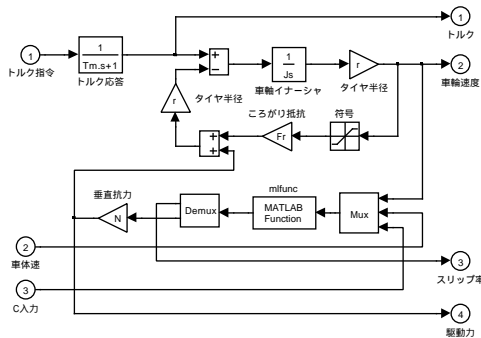 1
トルク
1
トルク指令
1
Tm.s+1
トルク応答
+
−
1
Js
車輪イナーシャ
r
タイヤ半径
2
車輪速度
r
タイヤ半径
ころがり抵抗
Fr
符号
+
+
垂直抗力
N
Demux
mlfunc
MATLAB
Function
Mux
2
車体速
3
C入力
3
スリップ率
4
駆動力